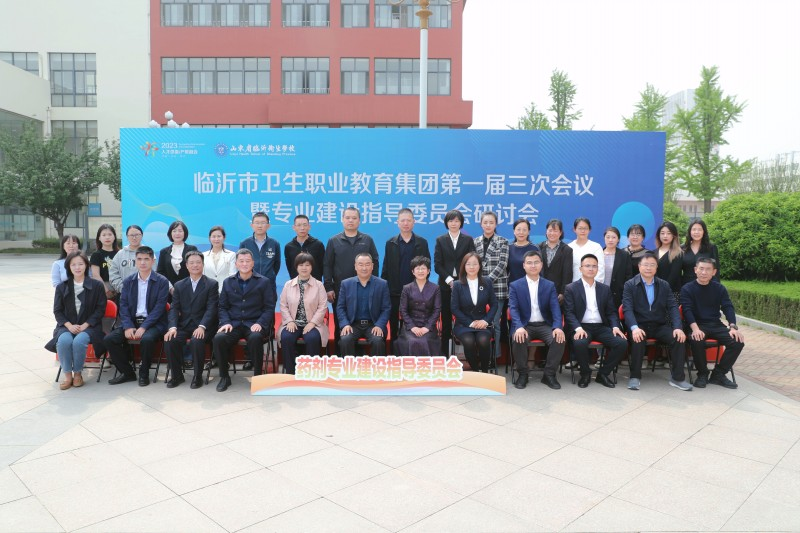 2023
山东省临沂卫生学校
临沂市卫生职业教育集团第一届三次会议
暨专业建设指导委员会研讨会
药剂专业建设指导委员会